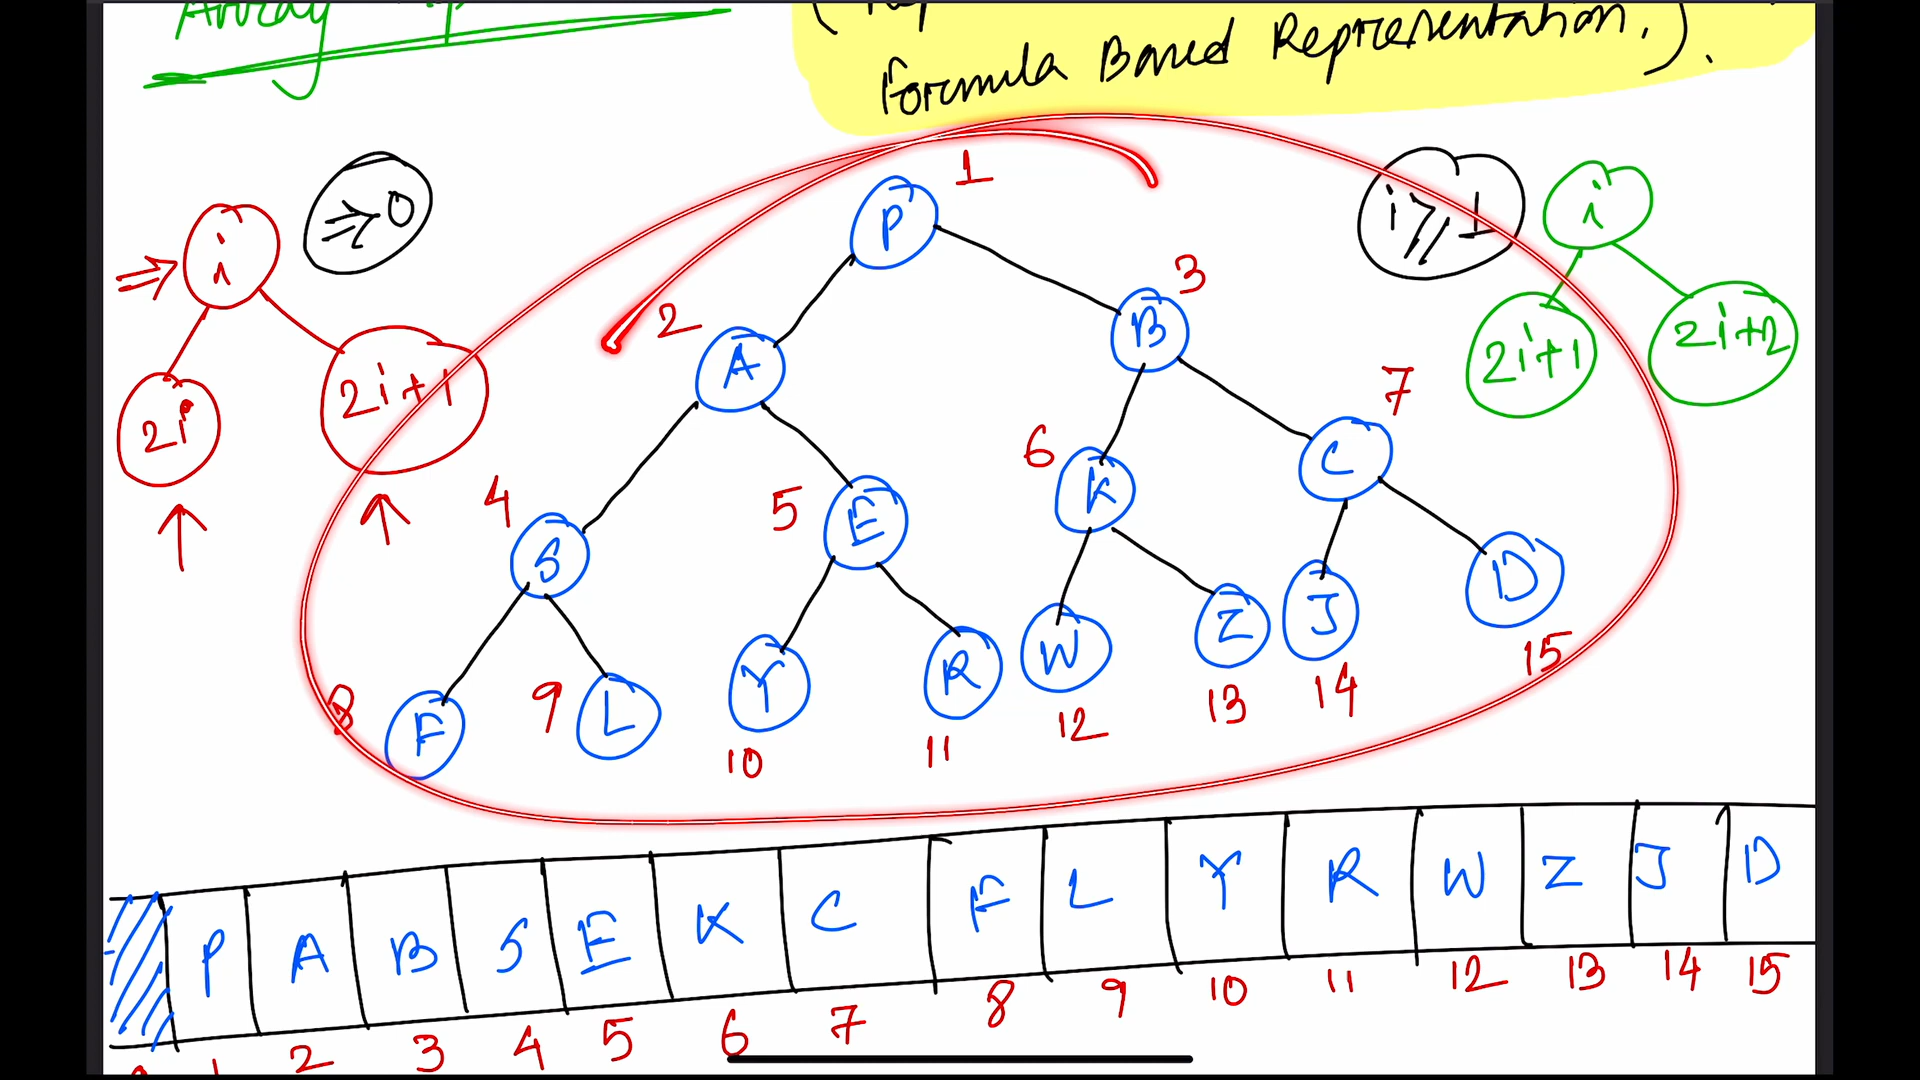 Array
Formula Based Representation.).
1
⇒ 0
i ≥ 1
i
i
P
3
2
B
2i+1
2i+2
A
7
2i
2i+1
6
C
4
5
K
S
E
D
J
W
Z
15
8
9
Y
R
13
14
F
L
12
10
11
P A B S E K C F L Y R W Z J D
1 2 3 4 5 6 7 8 9 10 11 12 13 14 15